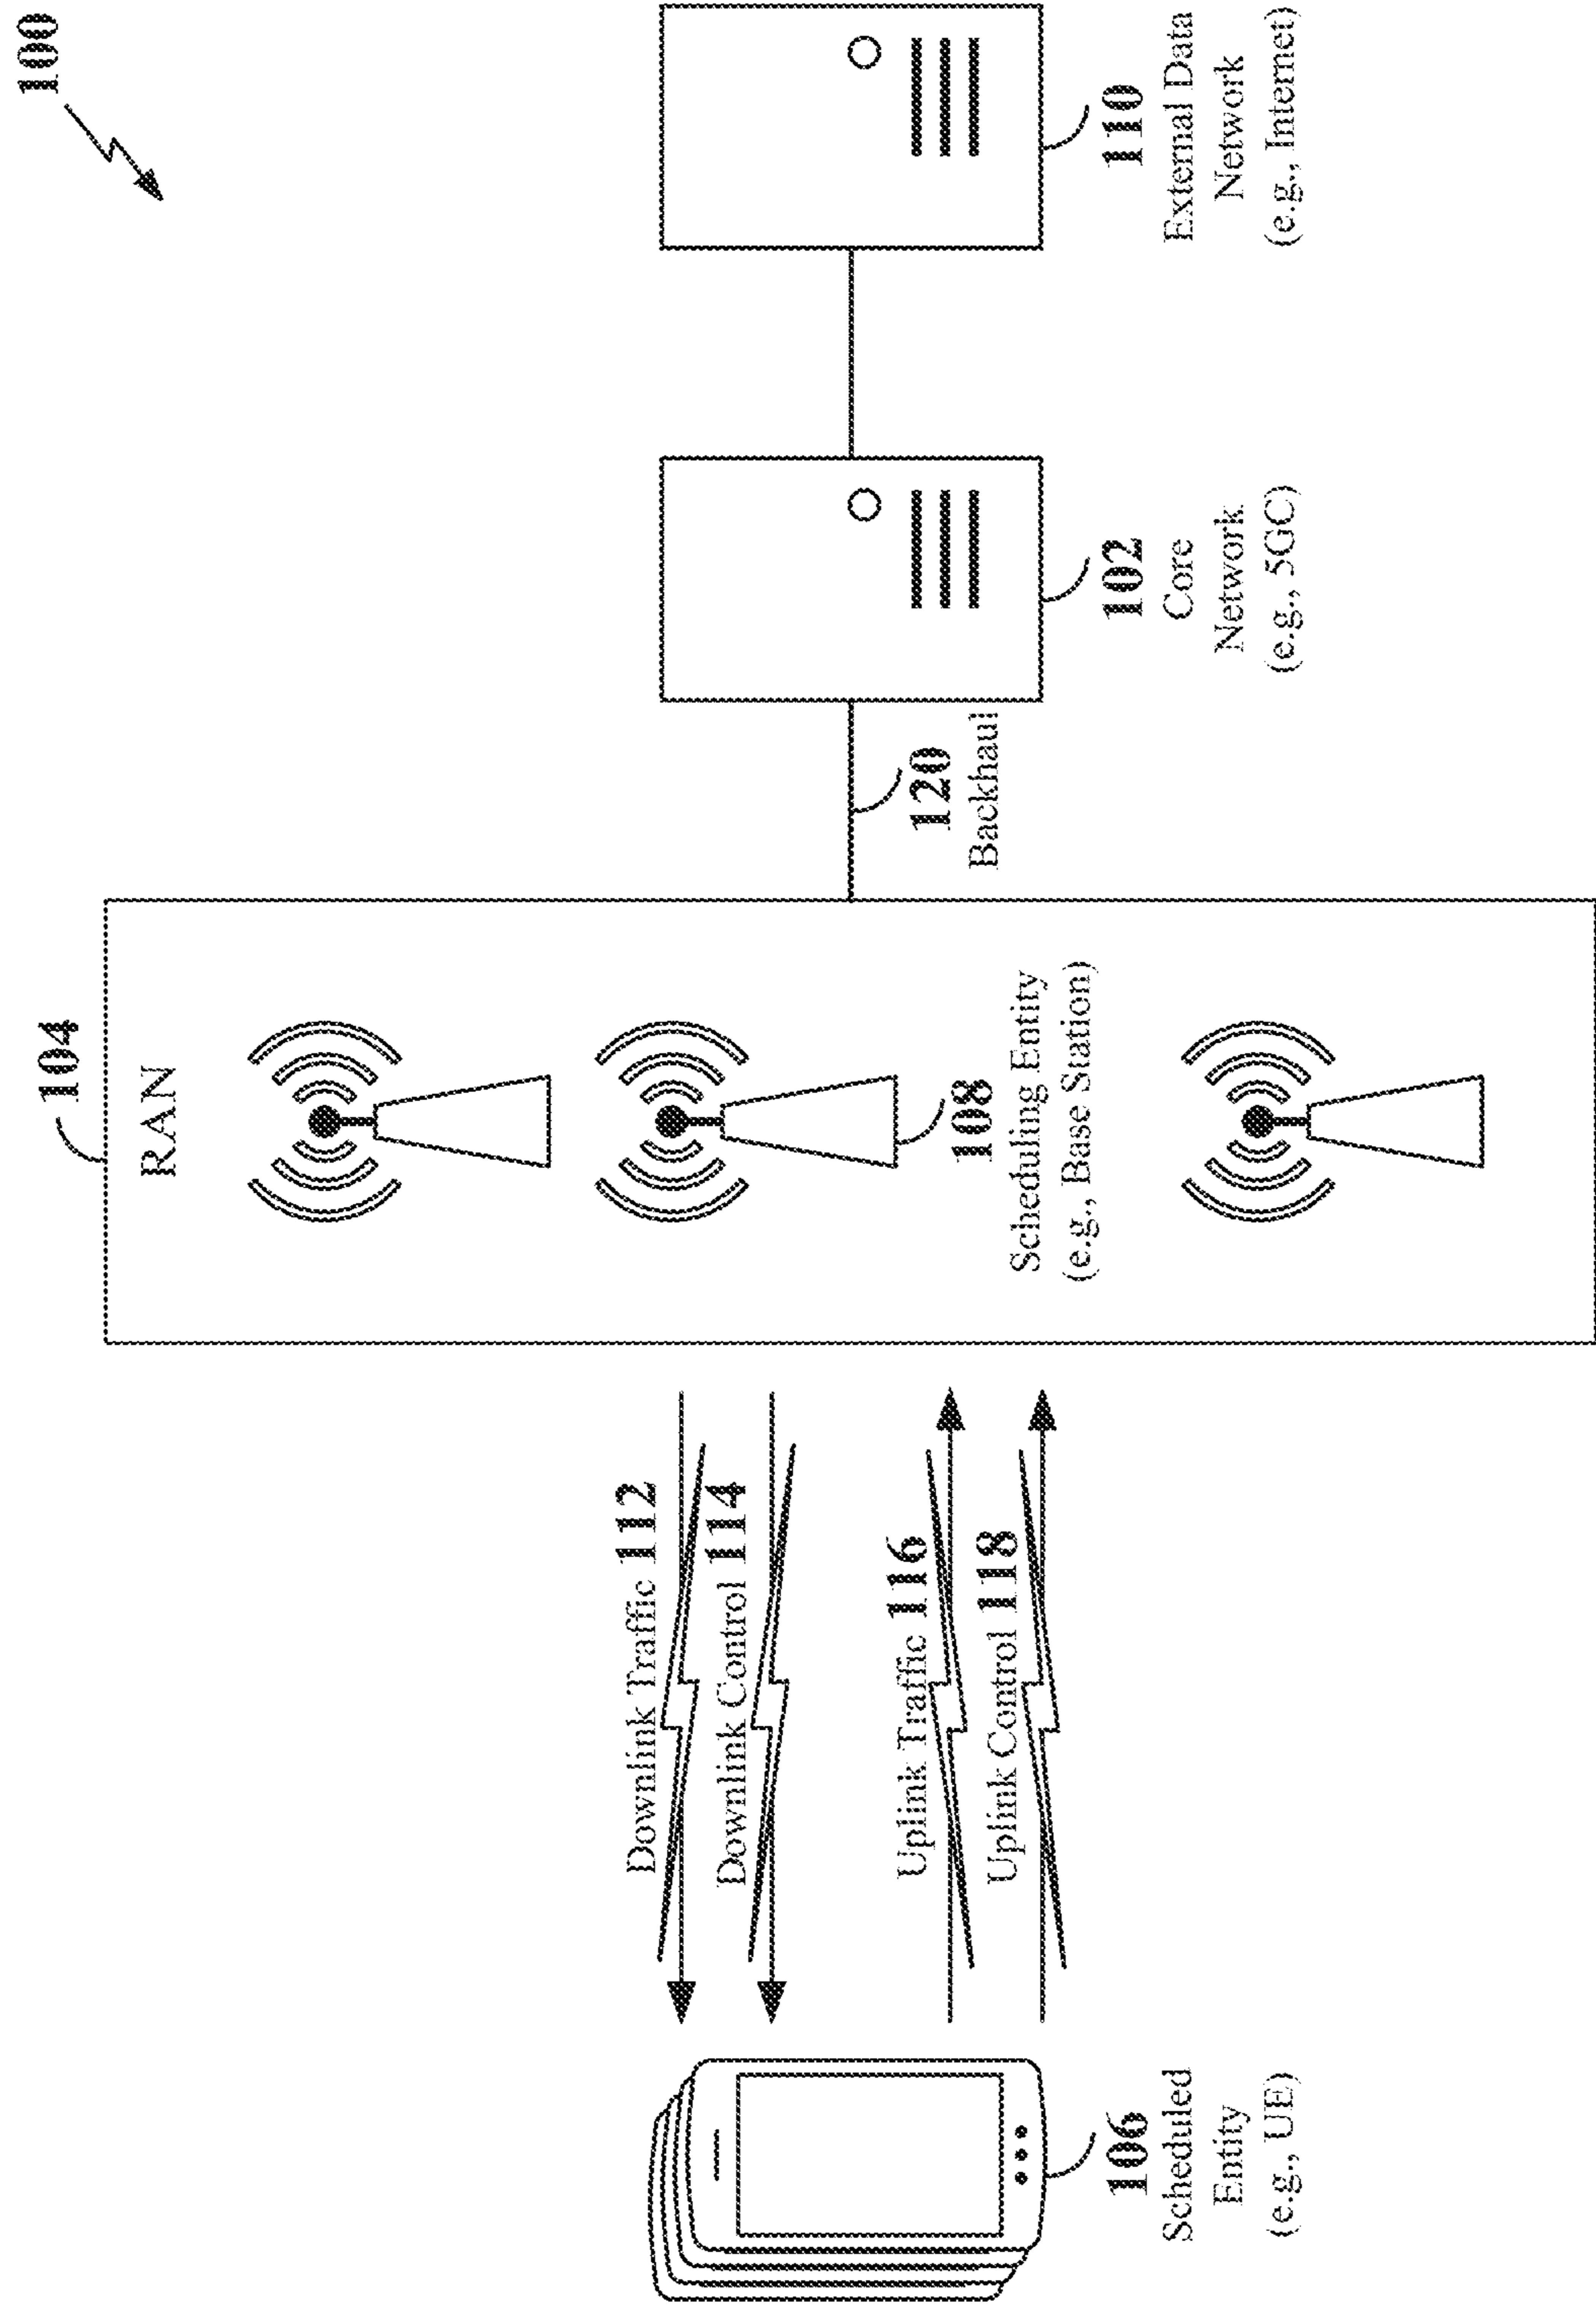 100
104
RAN
Downlink Traffic 112
Downlink Control 114
Uplink Traffic 116
Uplink Control 118
108
Scheduling Entity
(e.g., Base Station)
120
Backhaul
106
Scheduled
Entity
(e.g., UE)
102
Core
Network
(e.g., 5GC)
110
External Data
Network
(e.g., Internet)